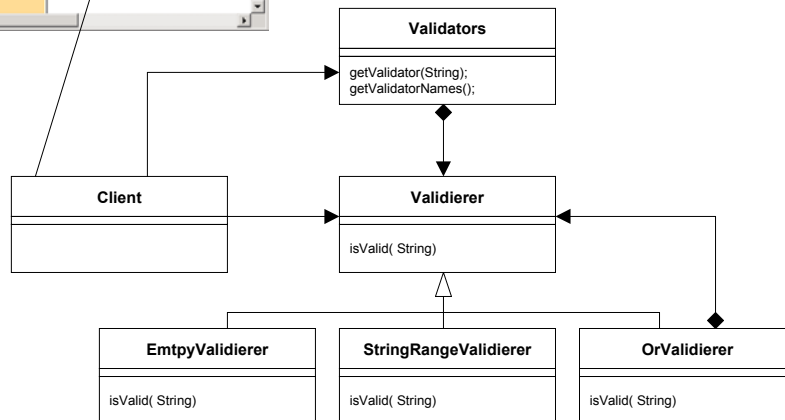 Validators
getValidator(String);
getValidatorNames();
Client
Validierer
isValid( String)
EmtpyValidierer
StringRangeValidierer
OrValidierer
isValid( String)
isValid( String)
isValid( String)